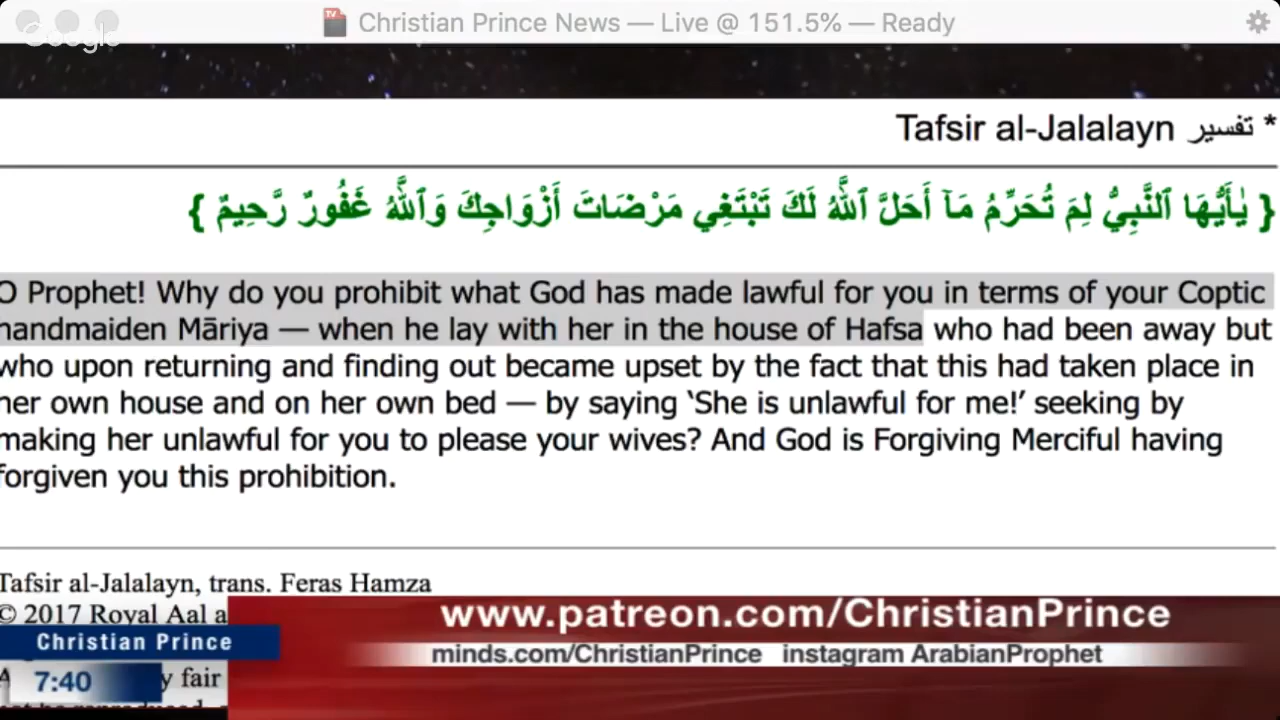 Christian Prince News — Live @ 151.5% — Ready
Google
TV
Tafsir al-Jalalayn تفسير *
{ يٰأَيُّهَا ٱلنَّبِيُّ لِمَ تُحَرِّمُ مَآ أَحَلَّ ٱللَّهُ لَكَ تَبْتَغِي مَرْضَاتَ أَزْوَاجِكَ وَٱللَّهُ غَفُورٌ رَّحِيمٌ }
O Prophet! Why do you prohibit what God has made lawful for you in terms of your Coptic
handmaiden Māriya — when he lay with her in the house of Hafsa who had been away but
who upon returning and finding out became upset by the fact that this had taken place in
her own house and on her own bed — by saying ‘She is unlawful for me!’ seeking by
making her unlawful for you to please your wives? And God is Forgiving Merciful having
forgiven you this prohibition.
Tafsir al-Jalalayn, trans. Feras Hamza
© 2017 Royal Aal a
www.patreon.com/ChristianPrince
Christian Prince
minds.com/ChristianPrince instagram ArabianProphet
7:40
y fair